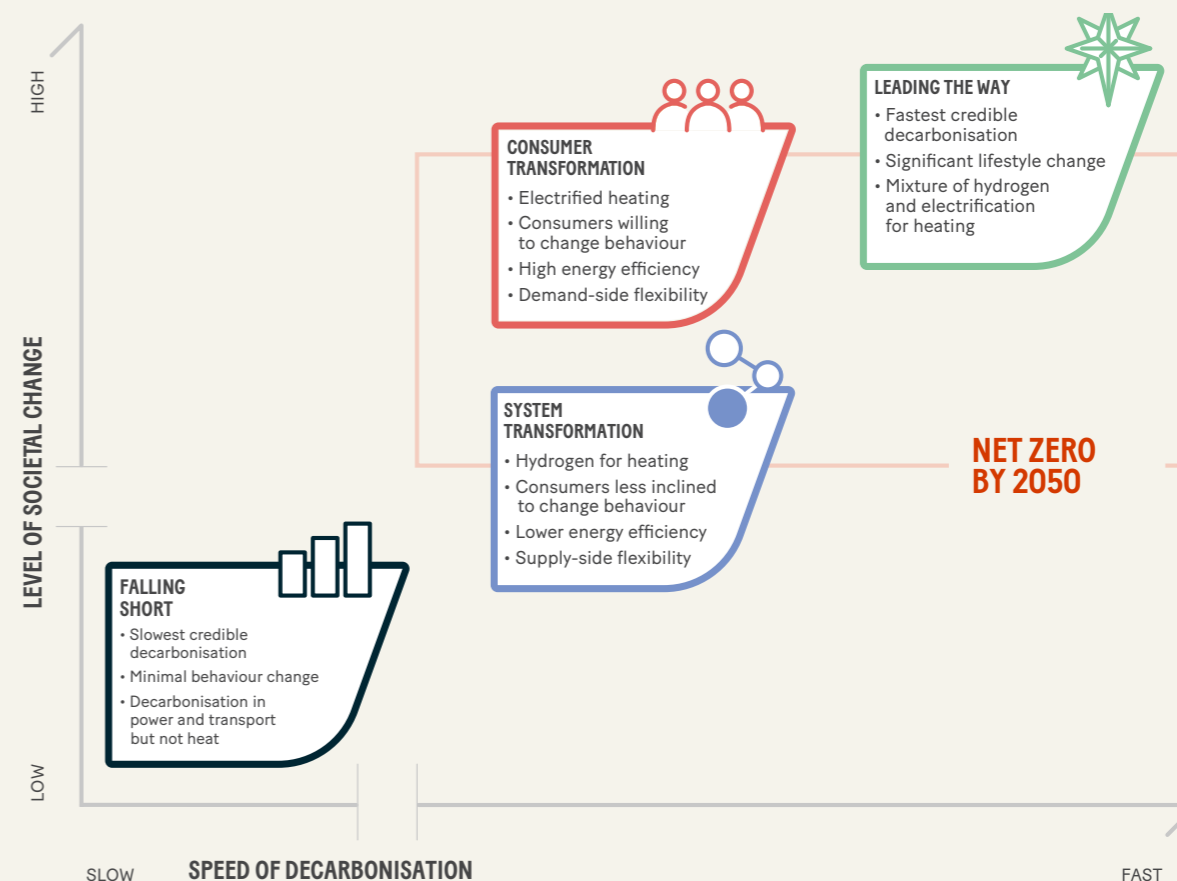 HIGH
LEVEL OF SOCIETAL CHANGE
LOW
LEADING THE WAY
• Fastest credible
decarbonisation
• Significant lifestyle change
• Mixture of hydrogen
and electrification
for heating
CONSUMER
TRANSFORMATION
• Electrified heating
• Consumers willing
to change behaviour
• High energy efficiency
• Demand-side flexibility
SYSTEM
TRANSFORMATION
• Hydrogen for heating
• Consumers less inclined
to change behaviour
• Lower energy efficiency
• Supply-side flexibility
NET ZERO
BY 2050
FALLING
SHORT
• Slowest credible
decarbonisation
• Minimal behaviour change
• Decarbonisation in
power and transport
but not heat
SLOW
SPEED OF DECARBONISATION
FAST